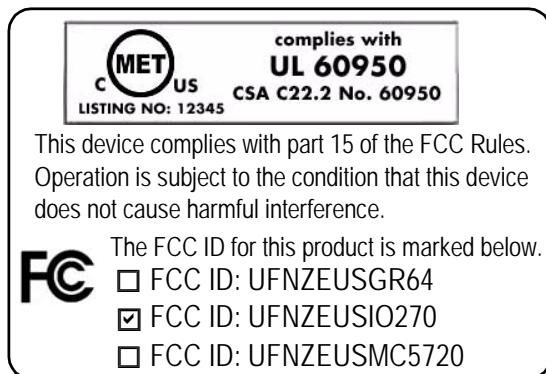 MET
C US
LISTING NO: 12345
complies with
UL 60950
CSA C22.2 No. 60950
This device complies with part 15 of the FCC Rules.
Operation is subject to the condition that this device
does not cause harmful interference.
FC
The FCC ID for this product is marked below.
☐ FCC ID: UFNZEUSGR64
☑ FCC ID: UFNZEUSIO270
☐ FCC ID: UFNZEUSMC5720